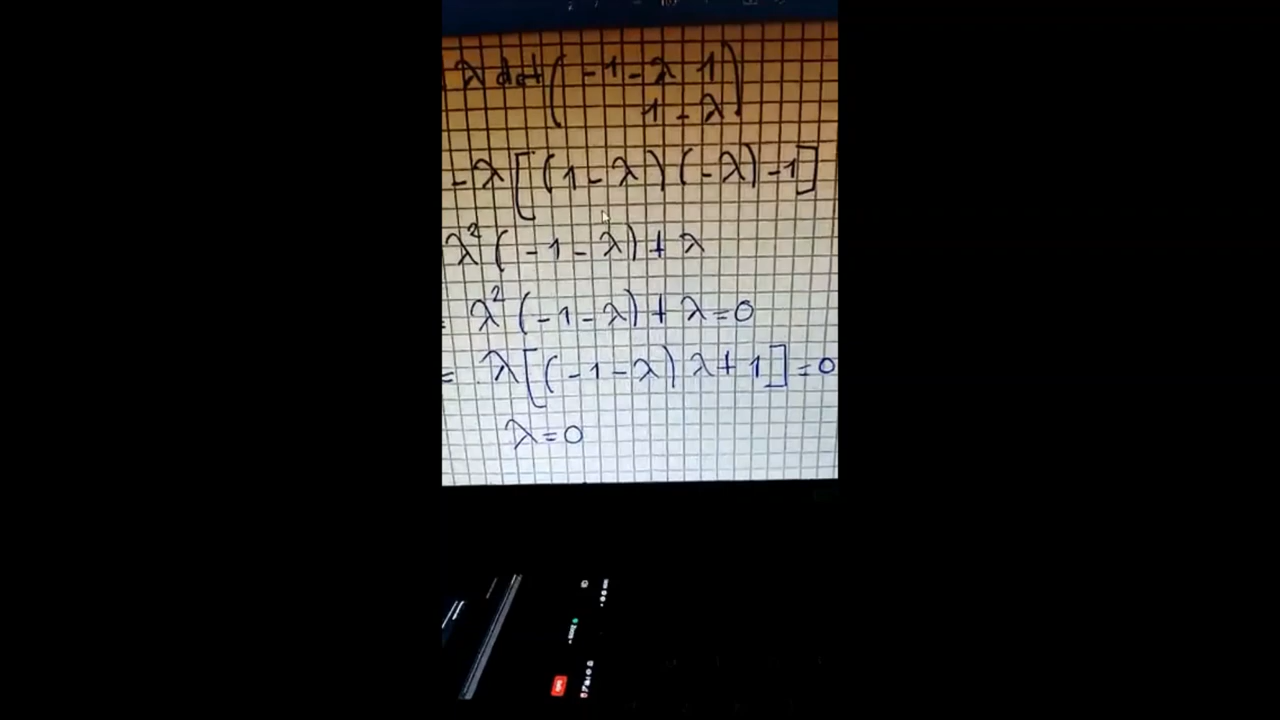 λ det ( -1 - λ 1
1 - λ )
- λ [ ( 1 - λ ) ( - λ ) - 1 ]
λ² ( - 1 - λ ) + λ
= λ² ( - 1 - λ ) + λ = 0
= λ [ ( - 1 - λ ) λ + 1 ] = 0
λ = 0